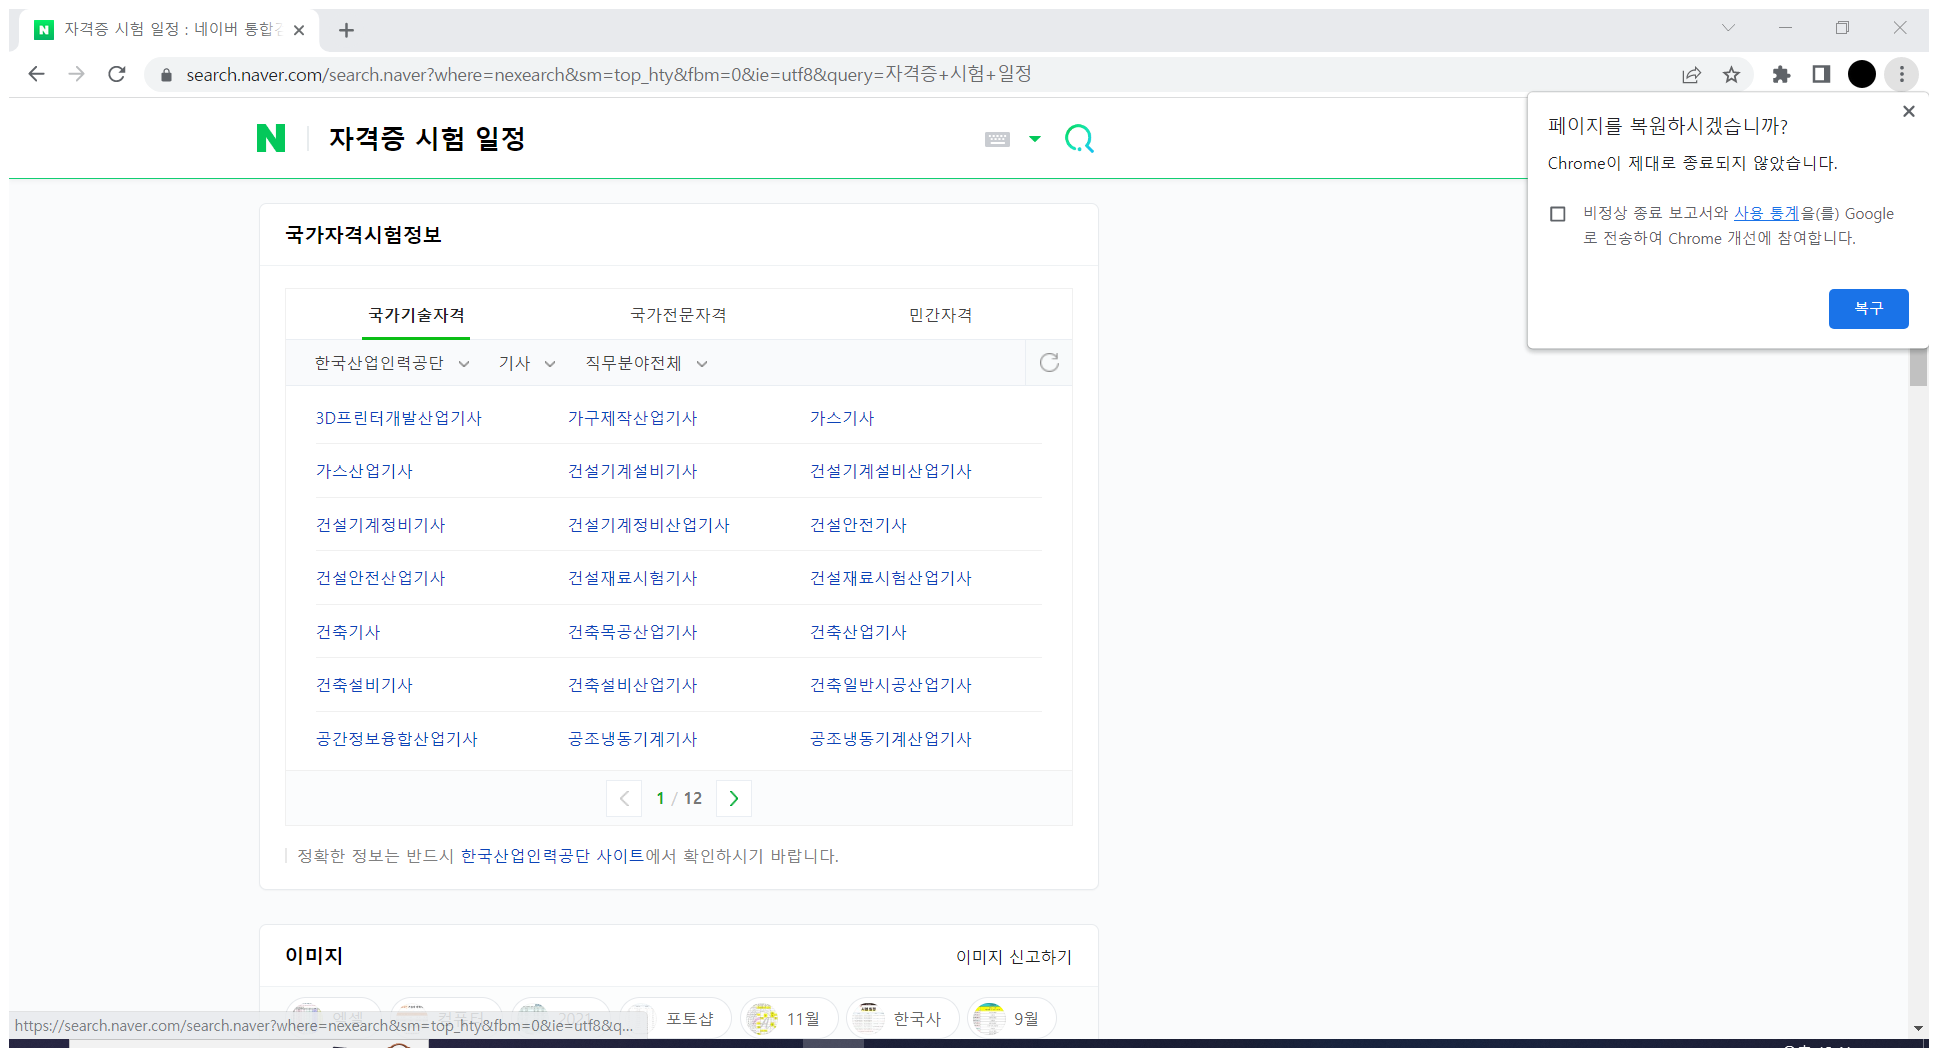 자격증 시험 일정 : 네이버 통합
search.naver.com/search.naver?where=nexearch&sm=top_hty&fbm=0&ie=utf8&query=자격증+시험+일정
N 자격증 시험 일정
페이지를 복원하시겠습니까?
Chrome이 제대로 종료되지 않았습니다.
비정상 종료 보고서와 사용 통계을(를) Google
로 전송하여 Chrome 개선에 참여합니다.
복구
국가자격시험정보
국가기술자격 국가전문자격 민간자격
한국산업인력공단 기사 직무분야전체
3D프린터개발산업기사 가구제작산업기사 가스기사
가스산업기사 건설기계설비기사 건설기계설비산업기사
건설기계정비기사 건설기계정비산업기사 건설안전기사
건설안전산업기사 건설재료시험기사 건설재료시험산업기사
건축기사 건축목공산업기사 건축산업기사
건축설비기사 건축설비산업기사 건축일반시공산업기사
공간정보융합산업기사 공조냉동기계기사 공조냉동기계산업기사
1 / 12
정확한 정보는 반드시 한국산업인력공단 사이트에서 확인하시기 바랍니다.
이미지 이미지 신고하기
엑셀 컴퓨터 2021 포토샵 11월 한국사 9월
https://search.naver.com/search.naver?where=nexearch&sm=top_hty&fbm=0&ie=utf8&q...